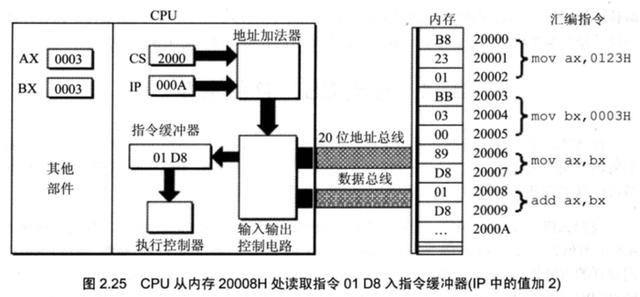 CPU
内存
汇编指令
地址加法器
AX 0003
BX 0003
CS 2000
IP 000A
指令缓冲器
01 D8
其他
部件
执行控制器
输入输出
控制电路
20 位地址总线
数据总线
B8 20000
23 20001
01 20002
mov ax,0123H
BB 20003
03 20004
00 20005
mov bx,0003H
89 20006
D8 20007
mov ax,bx
01 20008
D8 20009
add ax,bx
… 2000A
图 2.25 CPU 从内存 20008H 处读取指令 01 D8 入指令缓冲器(IP 中的值加 2)